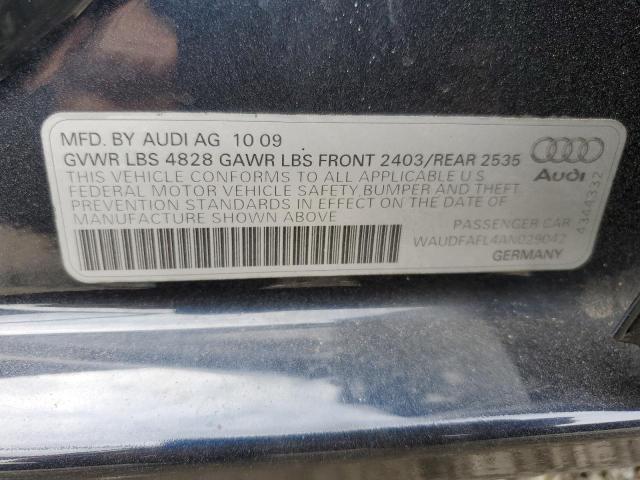 MFD. BY AUDI AG 10 09
GVWR LBS 4828 GAWR LBS FRONT 2403/REAR 2535
THIS VEHICLE CONFORMS TO ALL APPLICABLE U S
FEDERAL MOTOR VEHICLE SAFETY, BUMPER AND THEFT
PREVENTION STANDARDS IN EFFECT ON THE DATE OF
MANUFACTURE SHOWN ABOVE
Audi
4344332
PASSENGER CAR
WAUDFAFL4AN029042
GERMANY